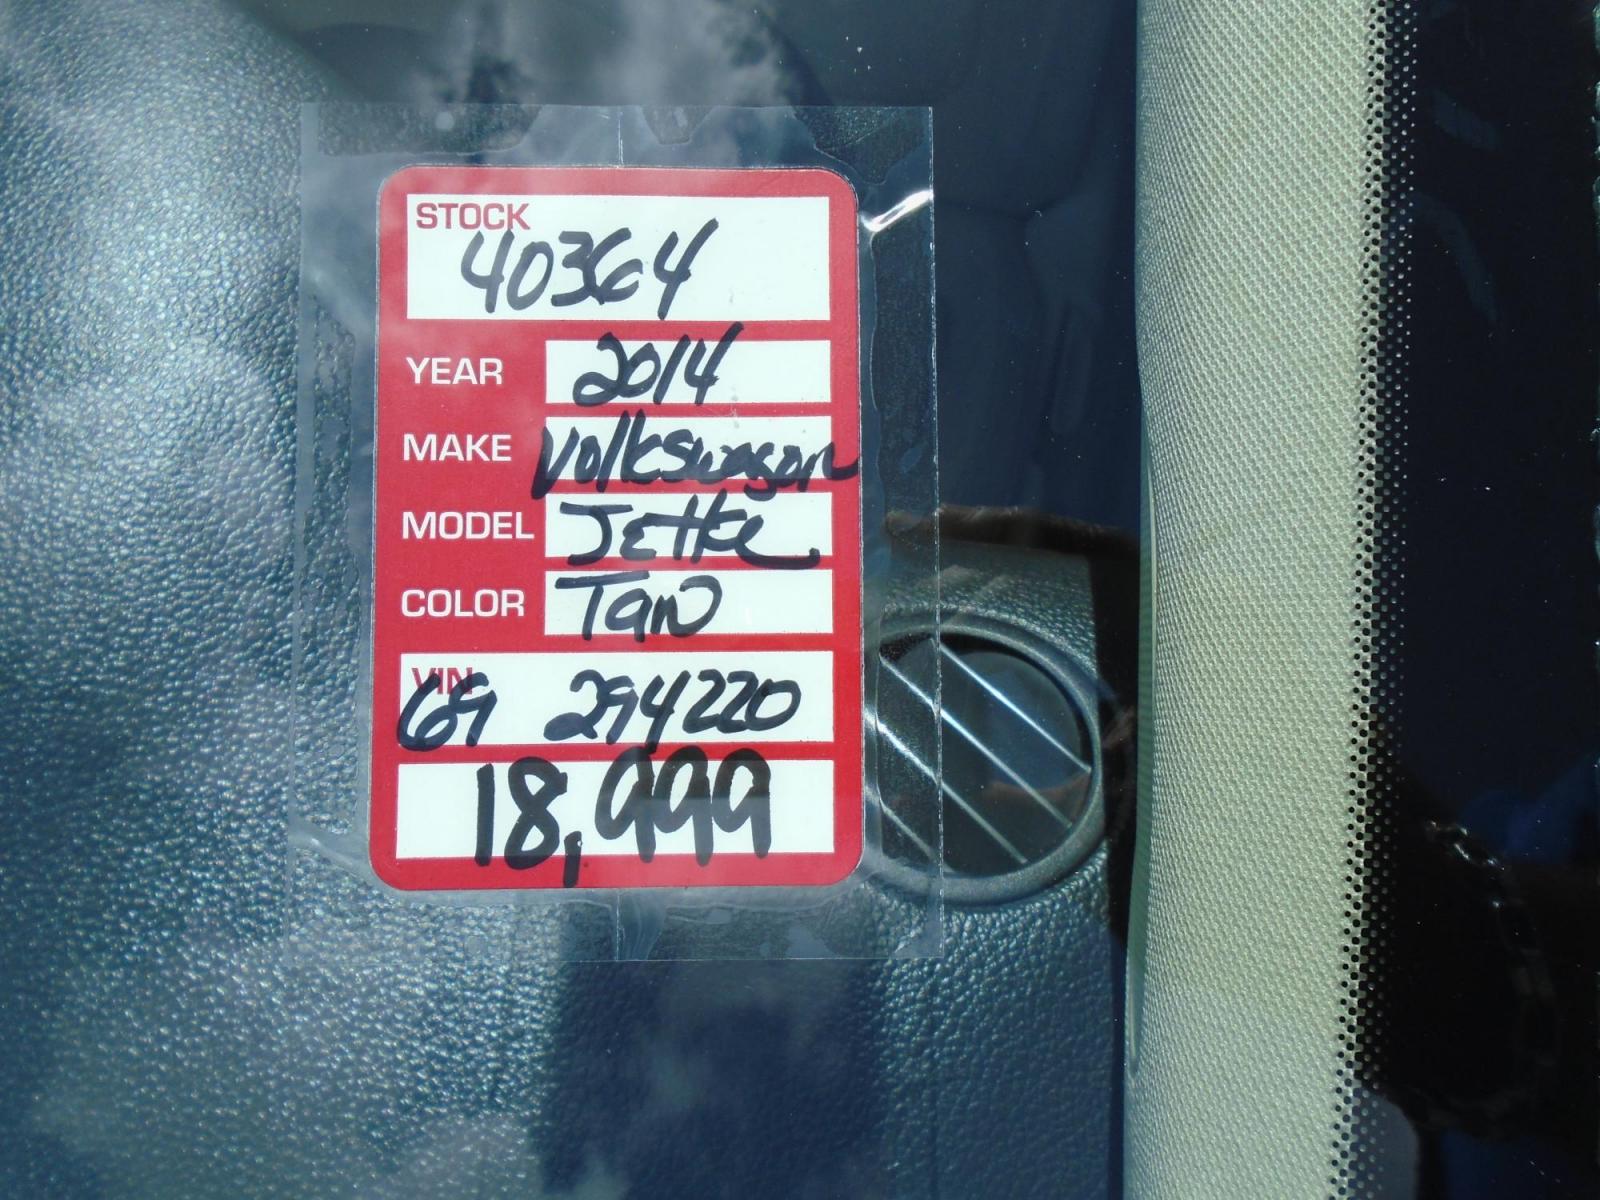 STOCK
40364
YEAR 2014
MAKE Volkswagon
MODEL Jetta
COLOR Tan
VIN
69 294220
18,999